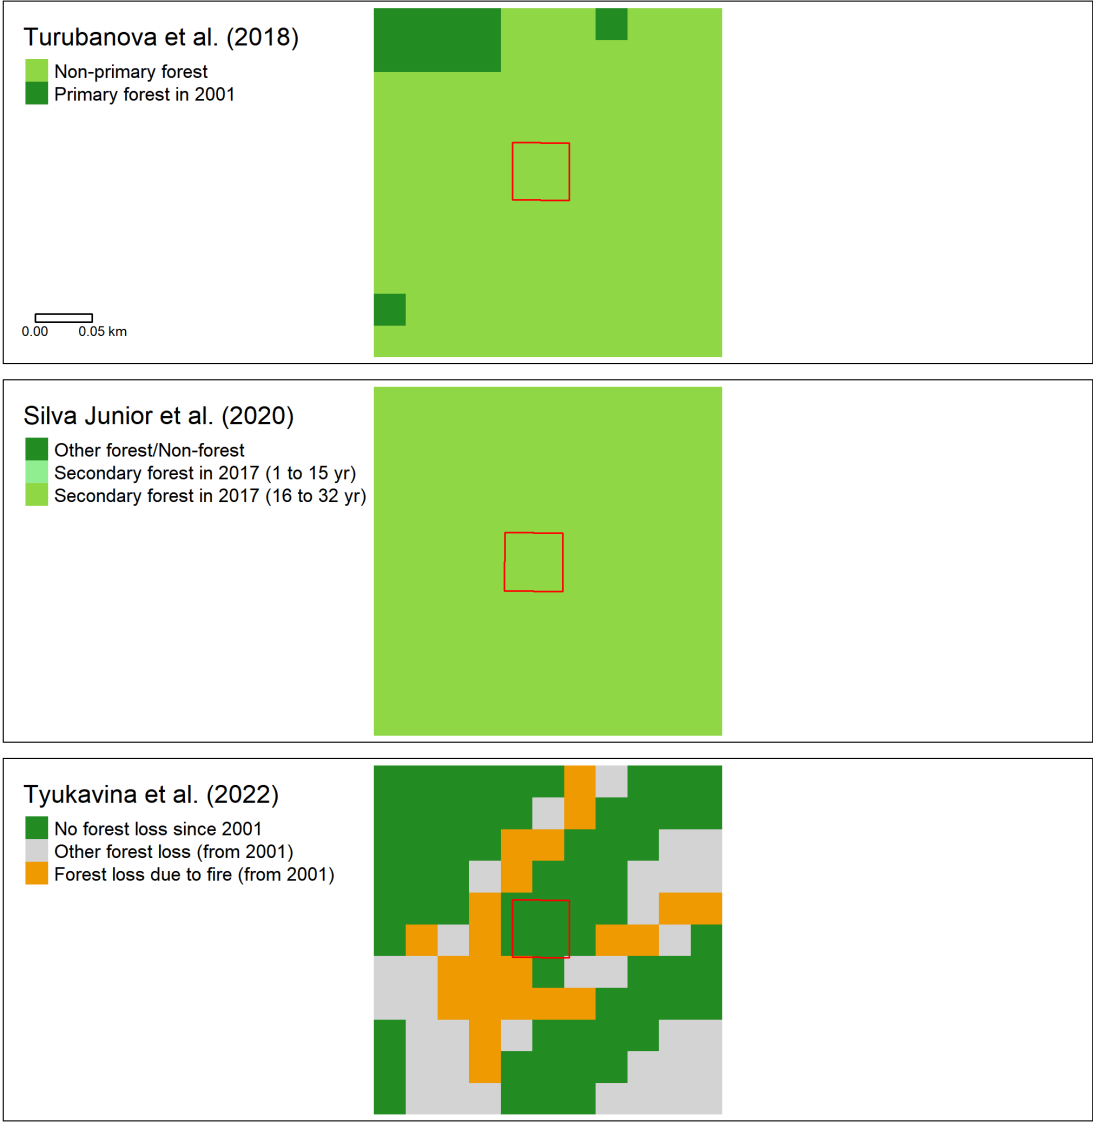 Turubanova et al. (2018)
Non-primary forest
Primary forest in 2001
0.00 0.05 km
Silva Junior et al. (2020)
Other forest/Non-forest
Secondary forest in 2017 (1 to 15 yr)
Secondary forest in 2017 (16 to 32 yr)
Tyukavina et al. (2022)
No forest loss since 2001
Other forest loss (from 2001)
Forest loss due to fire (from 2001)